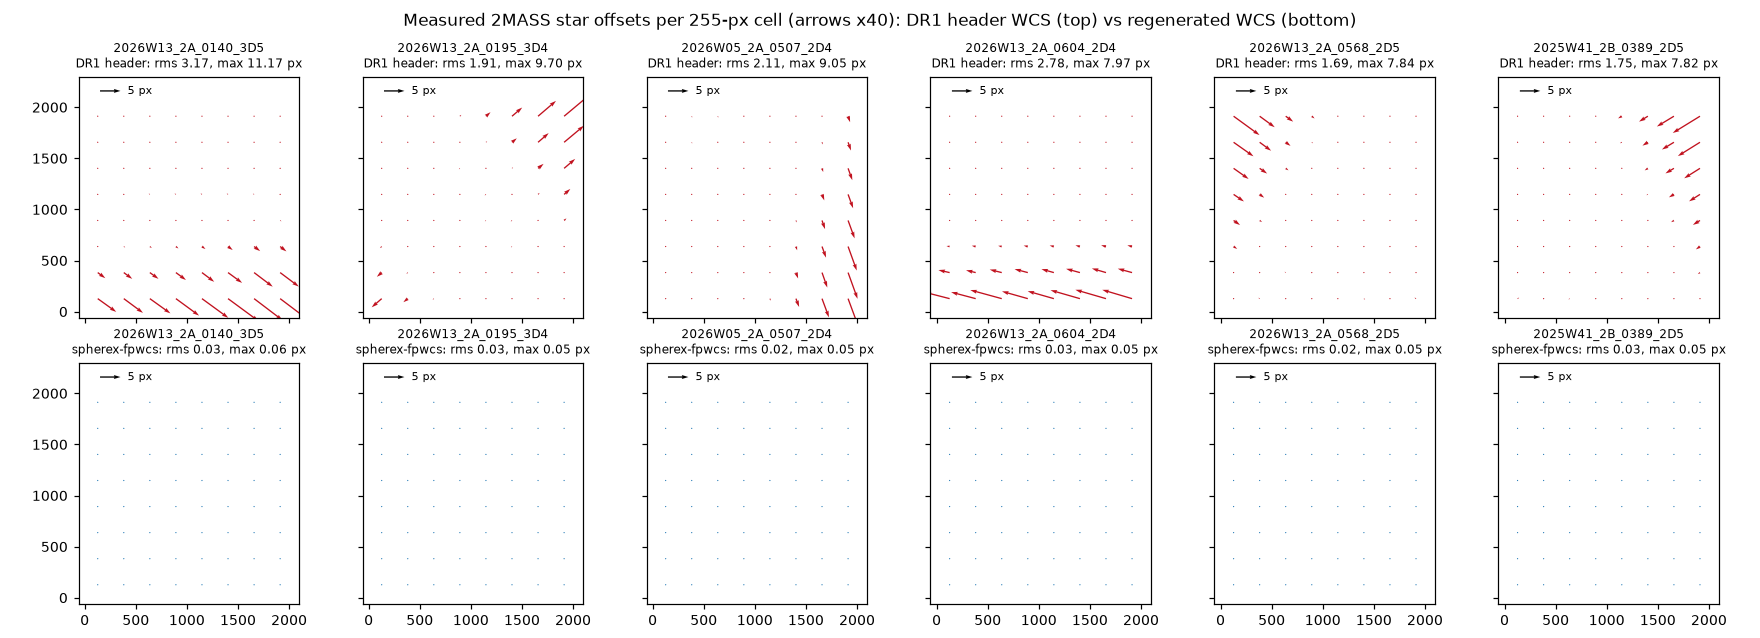 Measured 2MASS star offsets per 255-px cell (arrows x40): DR1 header WCS (top) vs regenerated WCS (bottom)
2026W13_2A_0140_3D5
DR1 header: rms 3.17, max 11.17 px
2026W13_2A_0195_3D4
DR1 header: rms 1.91, max 9.70 px
2026W05_2A_0507_2D4
DR1 header: rms 2.11, max 9.05 px
2026W13_2A_0604_2D4
DR1 header: rms 2.78, max 7.97 px
2026W13_2A_0568_2D5
DR1 header: rms 1.69, max 7.84 px
2025W41_2B_0389_2D5
DR1 header: rms 1.75, max 7.82 px
5 px
5 px
5 px
5 px
5 px
5 px
2000
1500
1000
500
0
2026W13_2A_0140_3D5
spherex-fpwcs: rms 0.03, max 0.06 px
2026W13_2A_0195_3D4
spherex-fpwcs: rms 0.03, max 0.05 px
2026W05_2A_0507_2D4
spherex-fpwcs: rms 0.02, max 0.05 px
2026W13_2A_0604_2D4
spherex-fpwcs: rms 0.03, max 0.05 px
2026W13_2A_0568_2D5
spherex-fpwcs: rms 0.02, max 0.05 px
2025W41_2B_0389_2D5
spherex-fpwcs: rms 0.03, max 0.05 px
5 px
5 px
5 px
5 px
5 px
5 px
2000
1500
1000
500
0
0 500 1000 1500 2000
0 500 1000 1500 2000
0 500 1000 1500 2000
0 500 1000 1500 2000
0 500 1000 1500 2000
0 500 1000 1500 2000